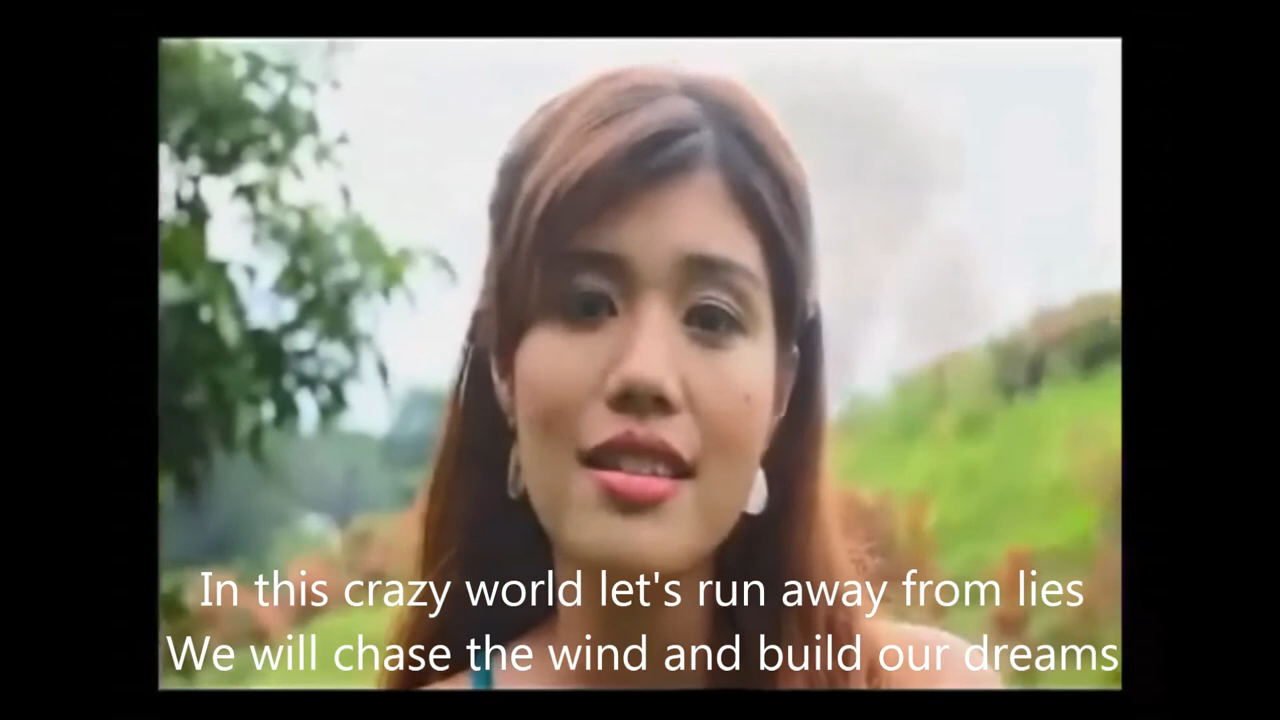 In this crazy world let's run away from lies
We will chase the wind and build our dreams